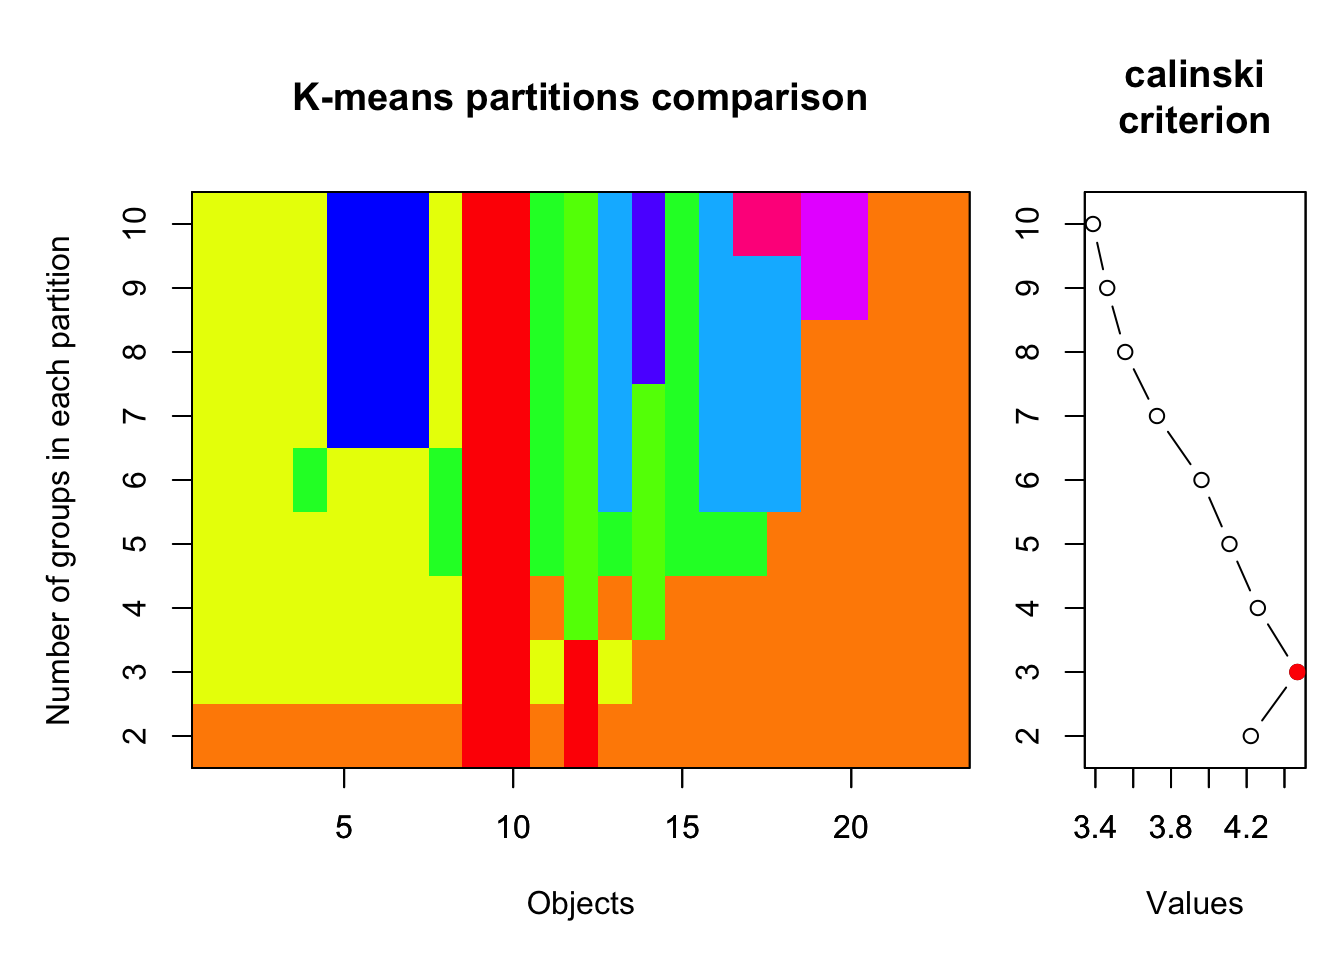 K-means partitions comparison
Number of groups in each partition
10
9
8
7
6
5
4
3
2
5 10 15 20
Objects
calinski
criterion
10
9
8
7
6
5
4
3
2
3.4 3.8 4.2
Values